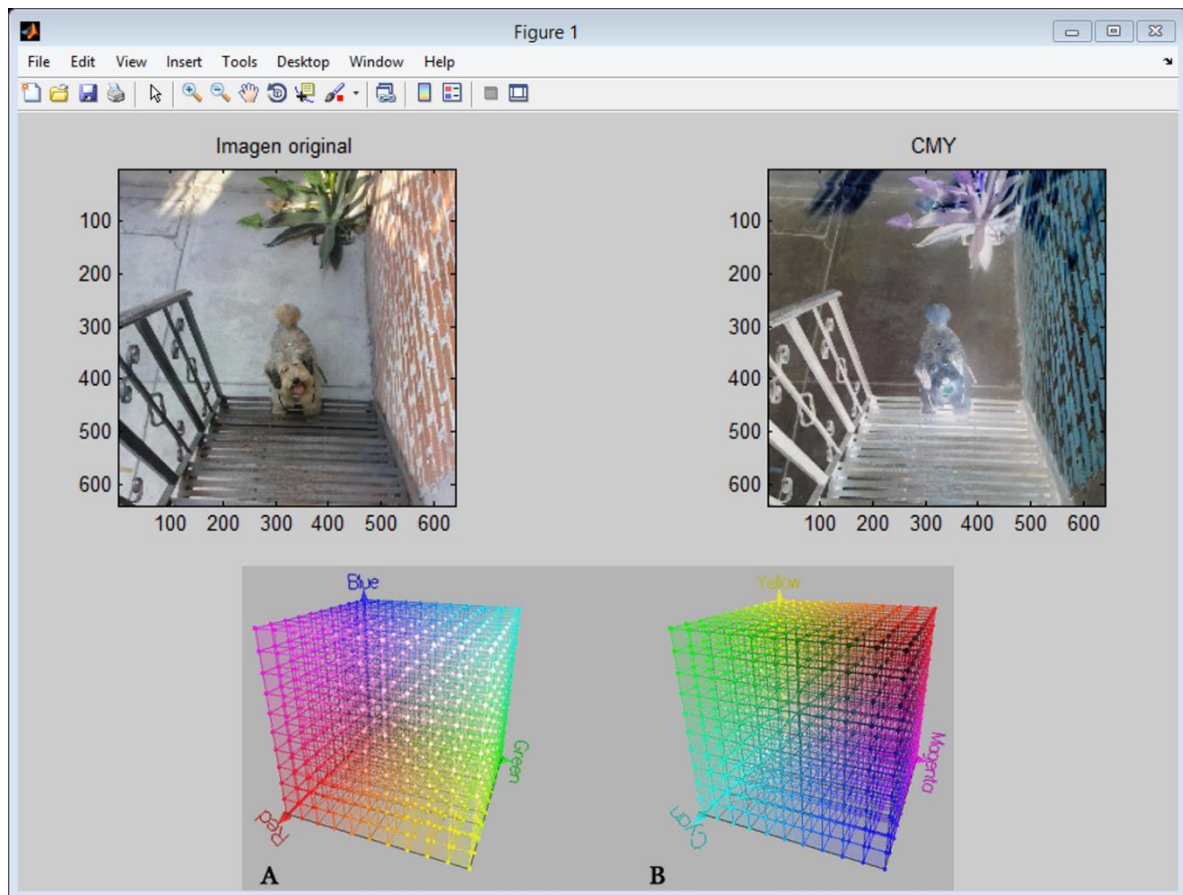 Figure 1
File Edit View Insert Tools Desktop Window Help
Imagen original
100
200
300
400
500
600
100 200 300 400 500 600
CMY
100
200
300
400
500
600
100 200 300 400 500 600
Blue
Green
Red
A
Yellow
Magenta
Cyan
B